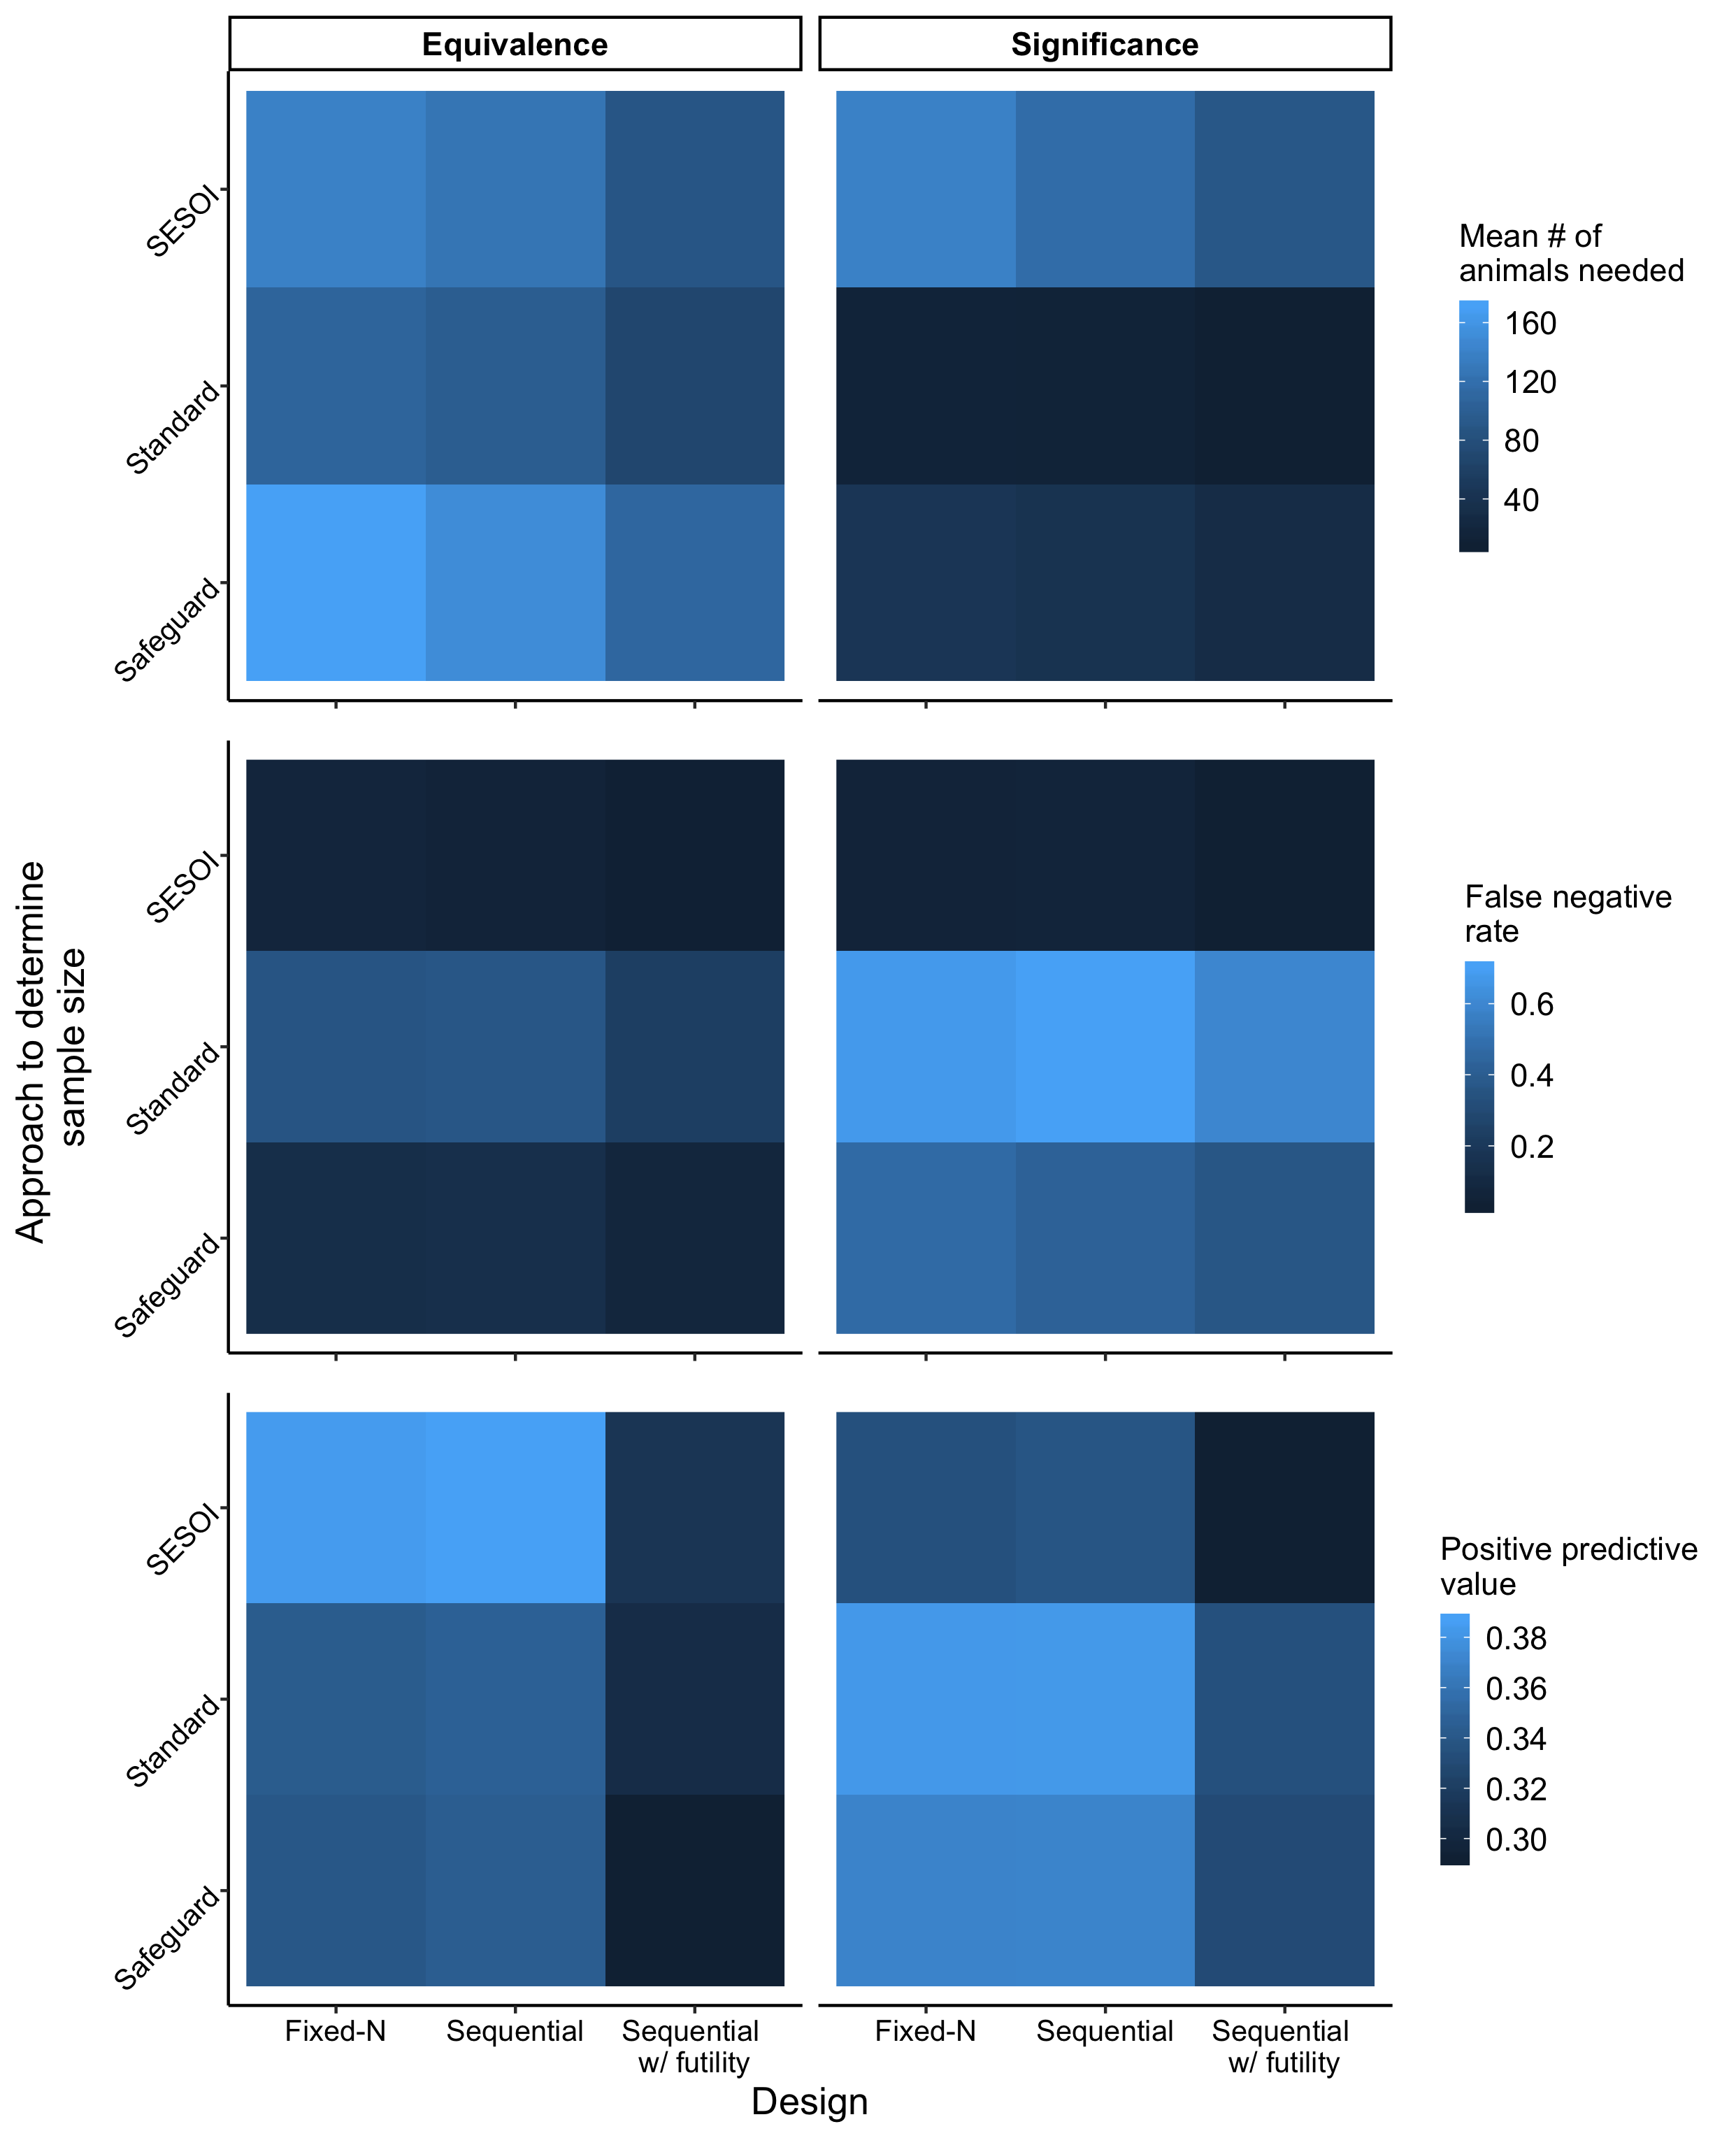 Equivalence
Significance
SESOI
Standard
Safeguard
Mean # of
animals needed
160
120
80
40
Approach to determine
sample size
SESOI
Standard
Safeguard
False negative
rate
0.6
0.4
0.2
SESOI
Standard
Safeguard
Positive predictive
value
0.38
0.36
0.34
0.32
0.30
Fixed-N
Sequential
Sequential
w/ futility
Fixed-N
Sequential
Sequential
w/ futility
Design